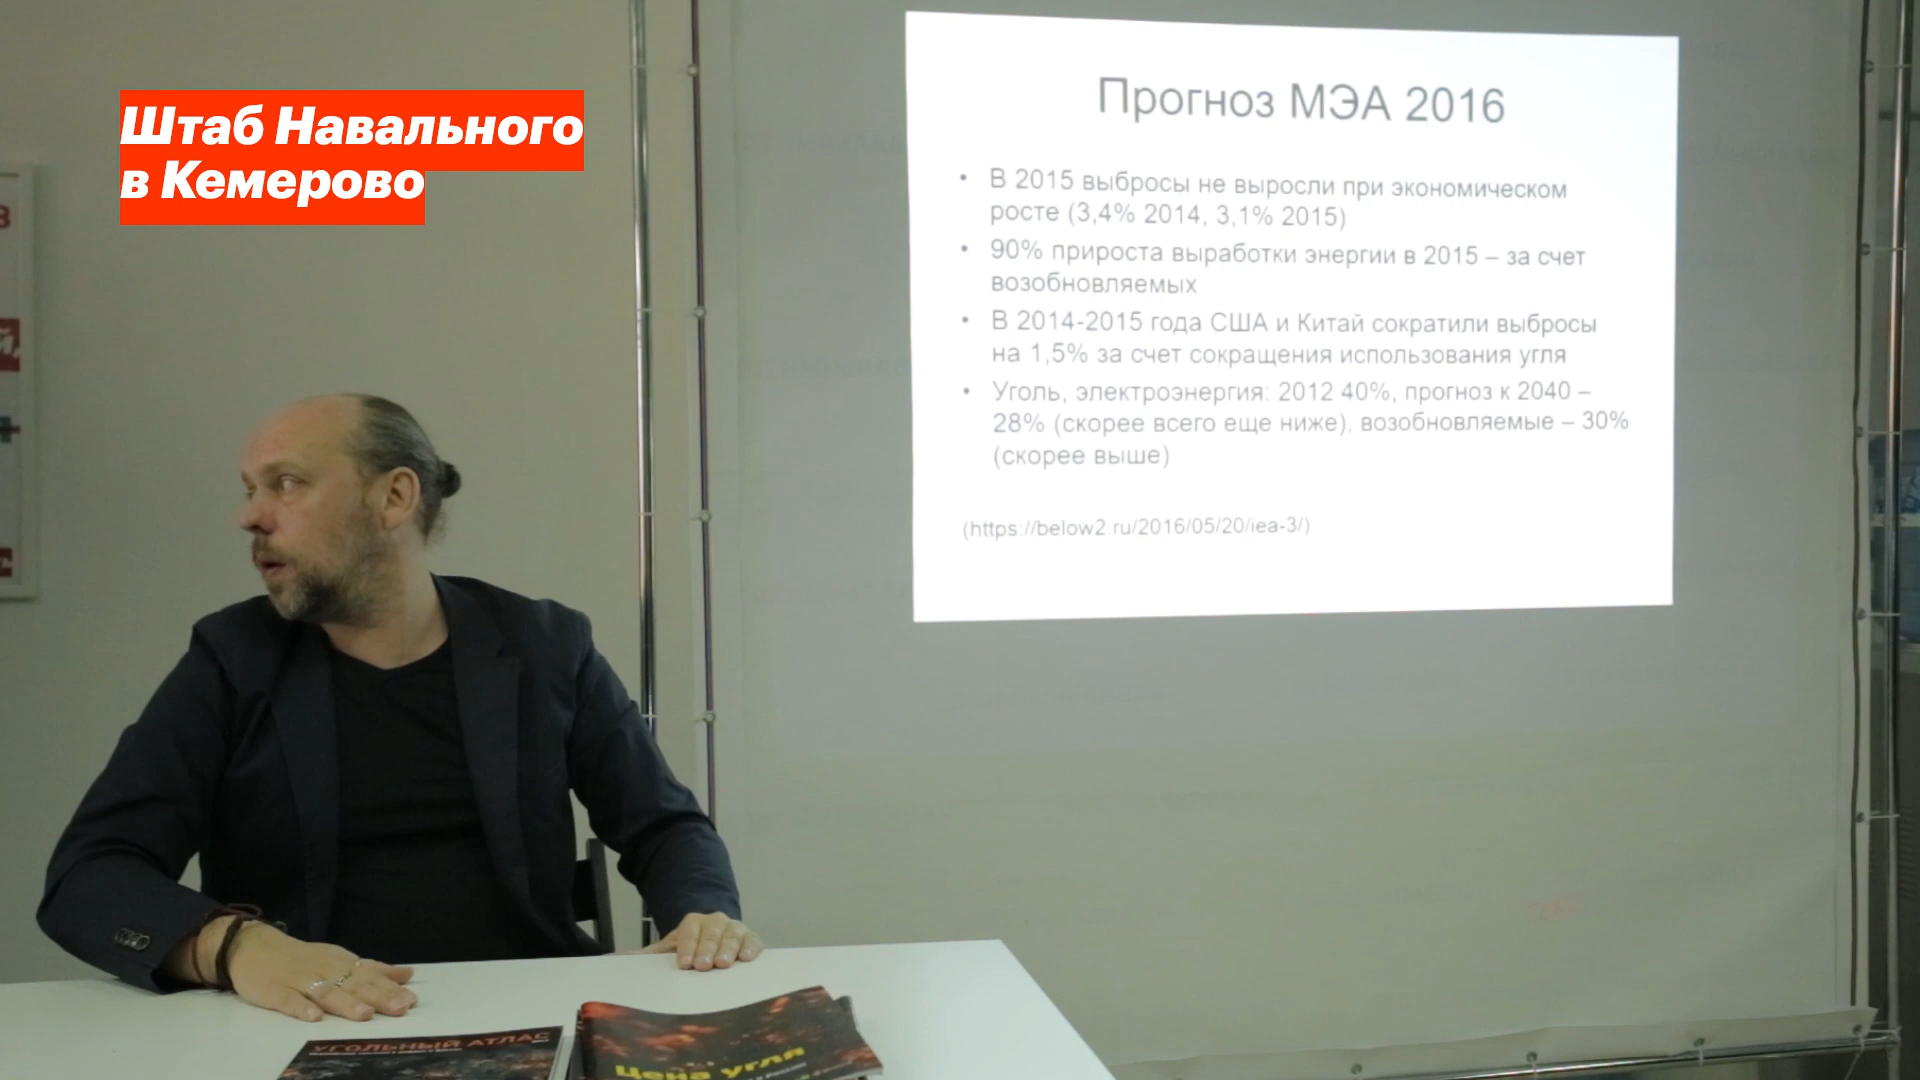 Штаб Навального
в Кемерово
Прогноз МЭА 2016
• В 2015 выбросы не выросли при экономическом
росте (3,4% 2014, 3,1% 2015)
• 90% прироста выработки энергии в 2015 – за счет
возобновляемых
• В 2014-2015 года США и Китай сократили выбросы
на 1,5% за счет сокращения использования угля
• Уголь, электроэнергия: 2012 40%, прогноз к 2040 –
28% (скорее всего еще ниже), возобновляемые – 30%
(скорее выше)
(https://below2.ru/2016/05/20/iea-3/)
УГОЛЬНЫЙ АТЛАС
Цена угля